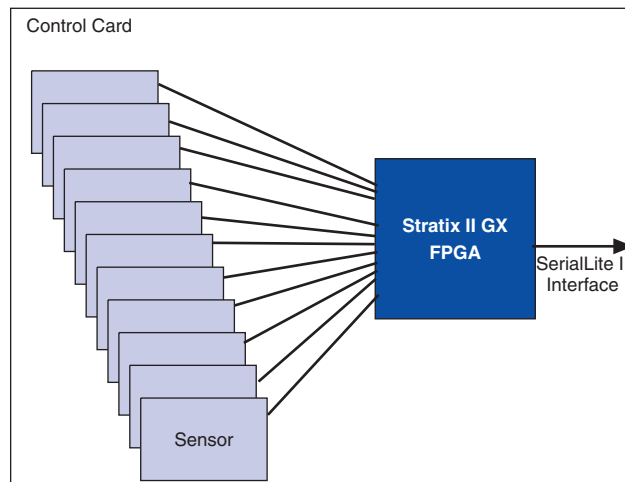 Control Card
Stratix II GX
FPGA
SerialLite I
Interface
Sensor